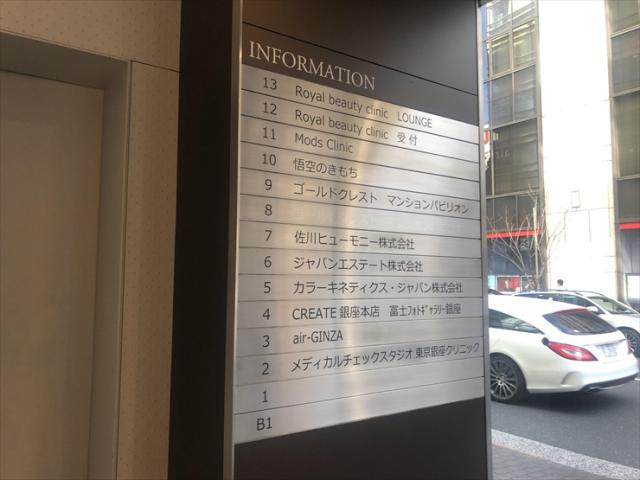 INFORMATION
13 Royal beauty clinic LOUNGE
12 Royal beauty clinic 受付
11 Mods Clinic
10 悟空のきもち
9 ゴールドクレスト マンションパビリオン
8
7 佐川ヒューモニー株式会社
6 ジャパンエステート株式会社
5 カラーキネティクス・ジャパン株式会社
4 CREATE 銀座本店 富士フォトギャラリー銀座
3 air-GINZA
2 メディカルチェックスタジオ 東京銀座クリニック
1
B1